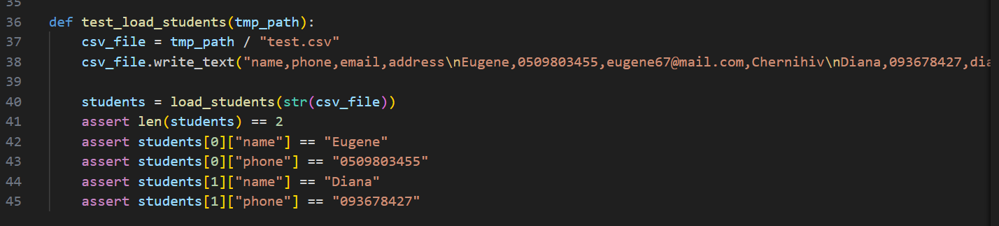 35
36 def test_load_students(tmp_path):
37     csv_file = tmp_path / "test.csv"
38     csv_file.write_text("name,phone,email,address\nEugene,0509803455,eugene67@mail.com,Chernihiv\nDiana,093678427,dia
39
40     students = load_students(str(csv_file))
41     assert len(students) == 2
42     assert students[0]["name"] == "Eugene"
43     assert students[0]["phone"] == "0509803455"
44     assert students[1]["name"] == "Diana"
45     assert students[1]["phone"] == "093678427"